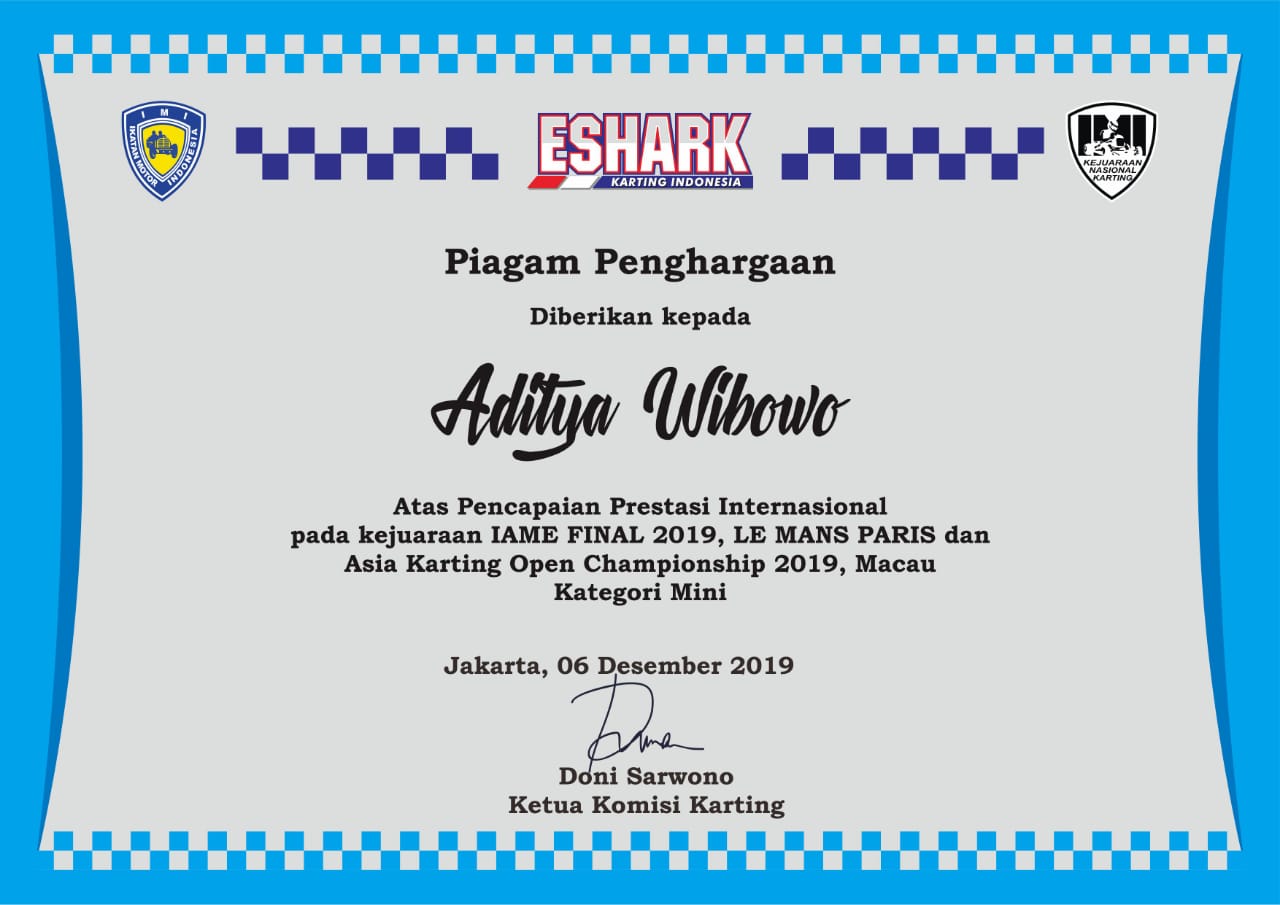 IMI
IKATAN MOTOR INDONESIA
ESHARK
KARTING INDONESIA
IMI
KEJUARAAN
NASIONAL
KARTING
Piagam Penghargaan
Diberikan kepada
Aditya Wibowo
Atas Pencapaian Prestasi Internasional
pada kejuaraan IAME FINAL 2019, LE MANS PARIS dan
Asia Karting Open Championship 2019, Macau
Kategori Mini
Jakarta, 06 Desember 2019
Doni Sarwono
Ketua Komisi Karting